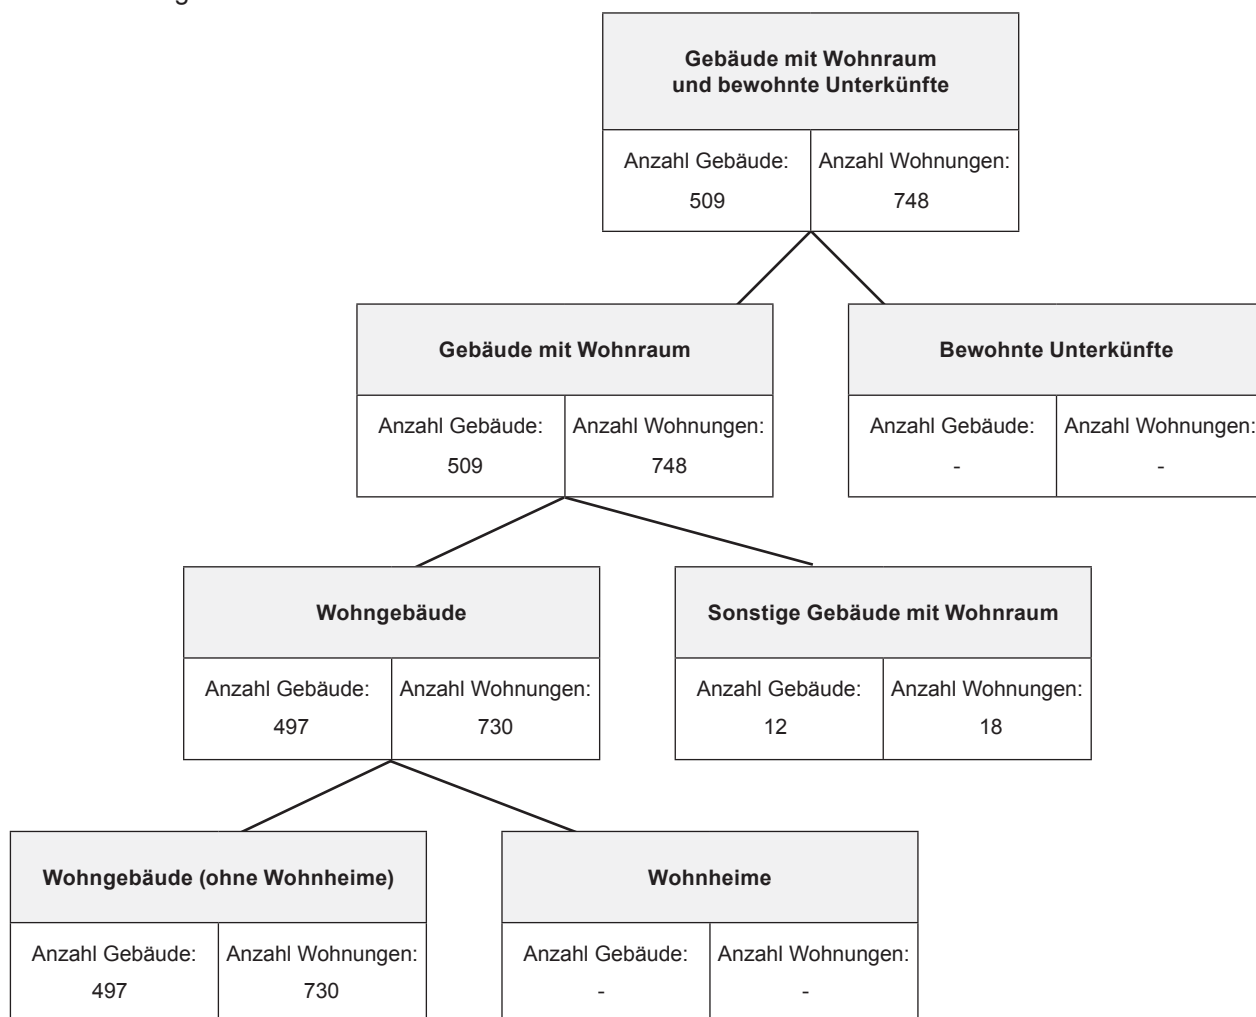 Gebäude mit Wohnraum
und bewohnte Unterkünfte
Anzahl Gebäude: Anzahl Wohnungen:
509 748
Gebäude mit Wohnraum Bewohnte Unterkünfte
Anzahl Gebäude: Anzahl Wohnungen: Anzahl Gebäude: Anzahl Wohnungen:
509 748 - -
Wohngebäude Sonstige Gebäude mit Wohnraum
Anzahl Gebäude: Anzahl Wohnungen: Anzahl Gebäude: Anzahl Wohnungen:
497 730 12 18
Wohngebäude (ohne Wohnheime) Wohnheime
Anzahl Gebäude: Anzahl Wohnungen: Anzahl Gebäude: Anzahl Wohnungen:
497 730 - -